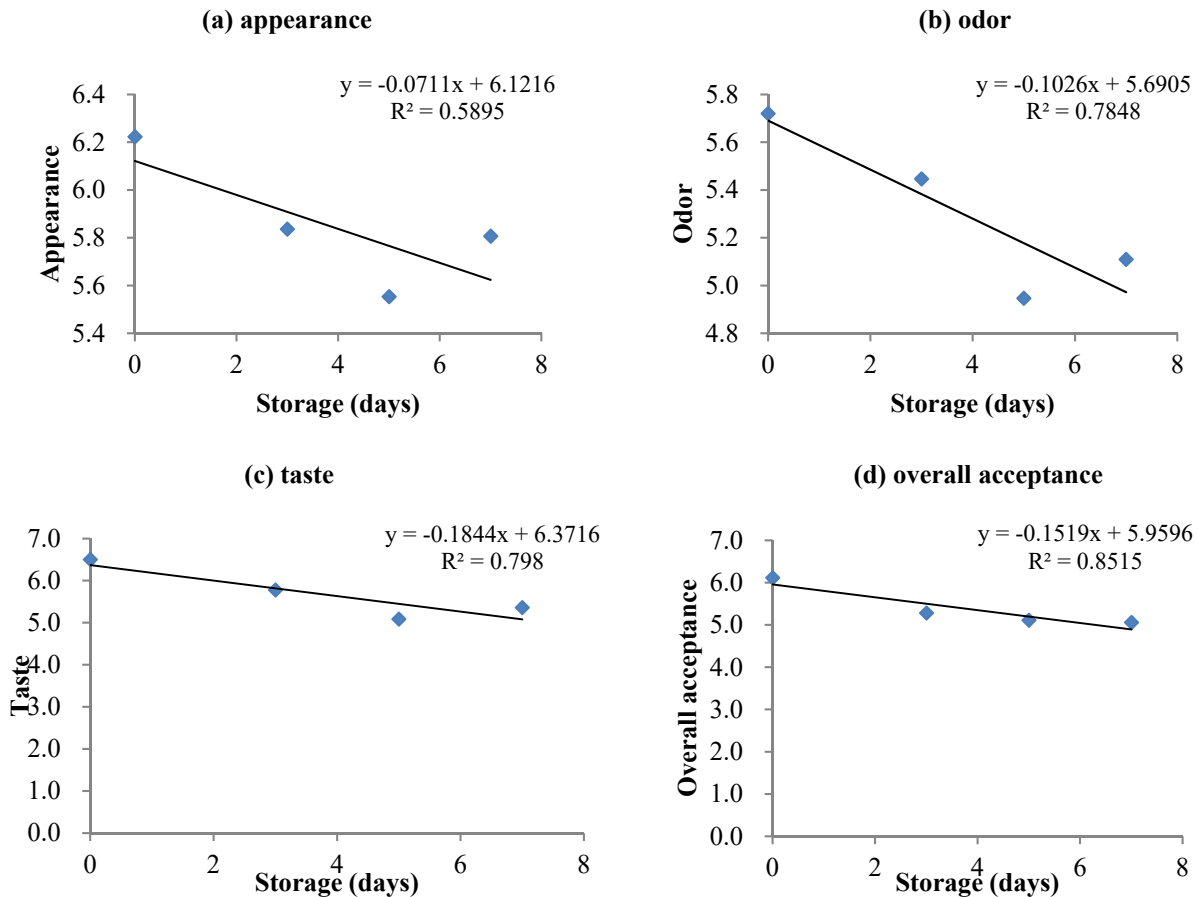 (a) appearance
y = -0.0711x + 6.1216
R² = 0.5895
6.4
6.2
6.0
5.8
5.6
5.4
Appearance
0 2 4 6 8
Storage (days)
(b) odor
y = -0.1026x + 5.6905
R² = 0.7848
5.8
5.6
5.4
5.2
5.0
4.8
Odor
0 2 4 6 8
Storage (days)
(c) taste
y = -0.1844x + 6.3716
R² = 0.798
7.0
6.0
5.0
4.0
3.0
2.0
1.0
0.0
Taste
0 2 4 6 8
Storage (days)
(d) overall acceptance
y = -0.1519x + 5.9596
R² = 0.8515
7.0
6.0
5.0
4.0
3.0
2.0
1.0
0.0
Overall acceptance
0 2 4 6 8
Storage (days)